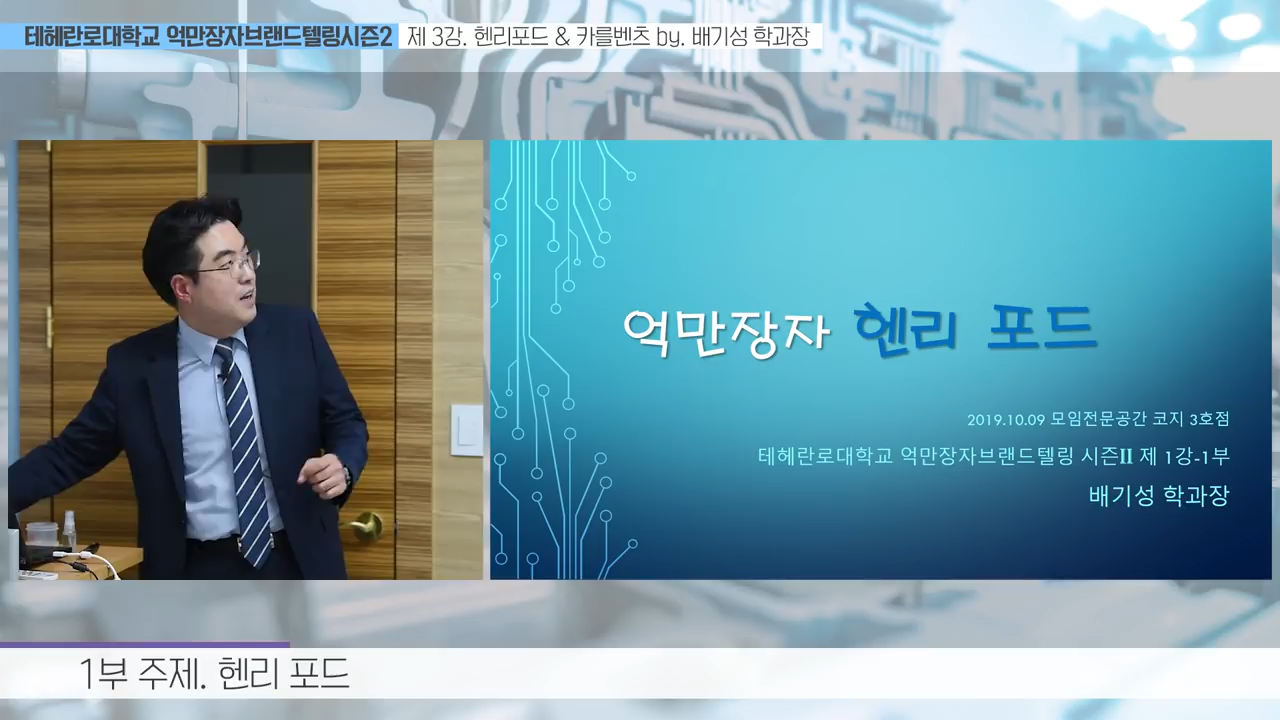 테헤란로대학교 억만장자브랜드텔링시즌2 제 3강. 헨리포드 & 카를벤츠 by. 배기성 학과장
억만장자 헨리 포드
2019.10.09 모임전문공간 코지 3호점
테헤란로대학교 억만장자브랜드텔링 시즌II 제 1강-1부
배기성 학과장
1부 주제. 헨리 포드